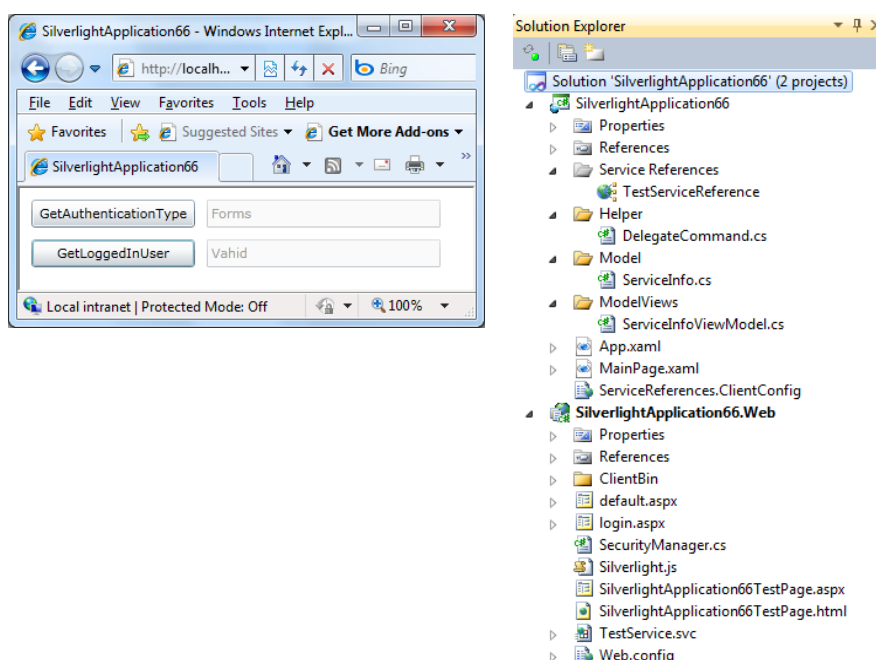 SilverlightApplication66 - Windows Internet Expl...
http://localh...
Bing
File Edit View Favorites Tools Help
Favorites Suggested Sites Get More Add-ons
SilverlightApplication66
GetAuthenticationType Forms
GetLoggedInUser Vahid
Local intranet | Protected Mode: Off 100%
Solution Explorer
Solution 'SilverlightApplication66' (2 projects)
SilverlightApplication66
Properties
References
Service References
TestServiceReference
Helper
DelegateCommand.cs
Model
ServiceInfo.cs
ModelViews
ServiceInfoViewModel.cs
App.xaml
MainPage.xaml
ServiceReferences.ClientConfig
SilverlightApplication66.Web
Properties
References
ClientBin
default.aspx
login.aspx
SecurityManager.cs
Silverlight.js
SilverlightApplication66TestPage.aspx
SilverlightApplication66TestPage.html
TestService.svc
Web.config